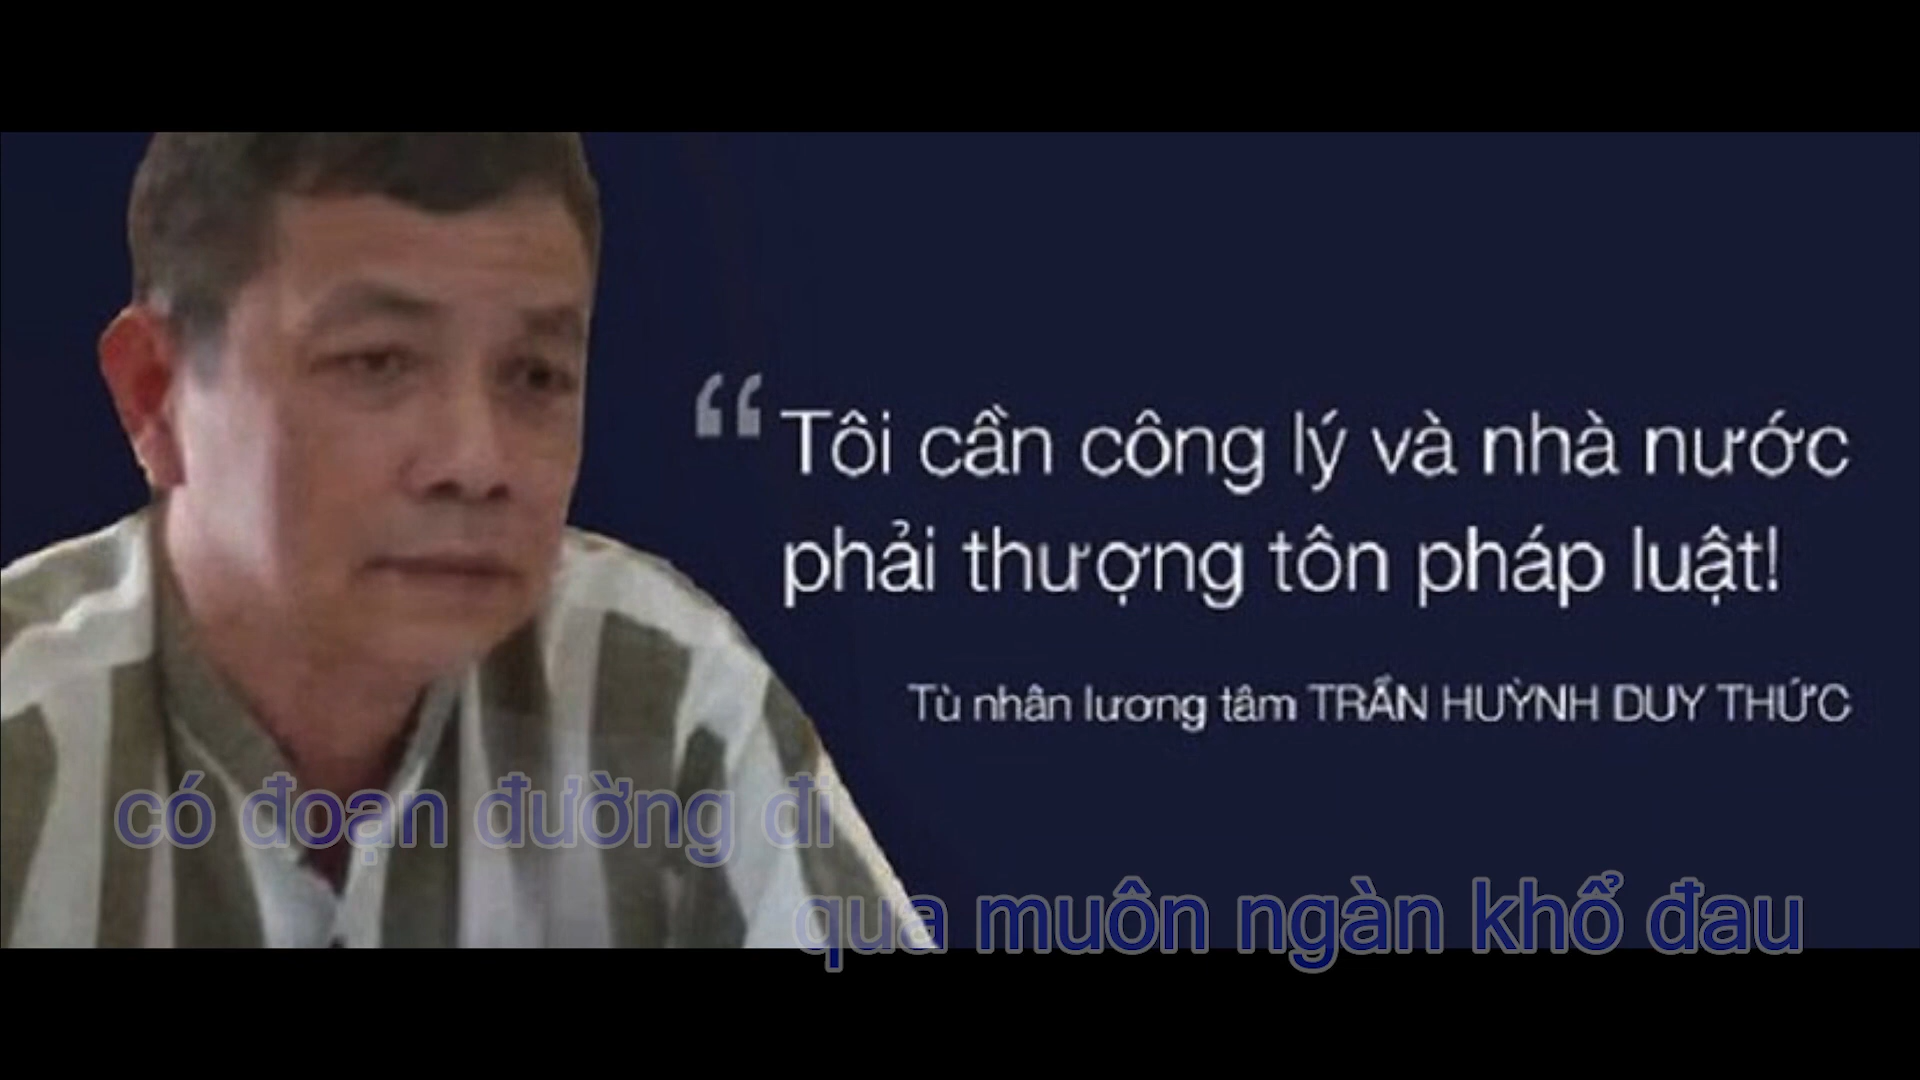 “Tôi cần công lý và nhà nước
phải thượng tôn pháp luật!
Tù nhân lương tâm TRẦN HUỲNH DUY THỨC
có đoạn đường đi
qua muôn ngàn khổ đau